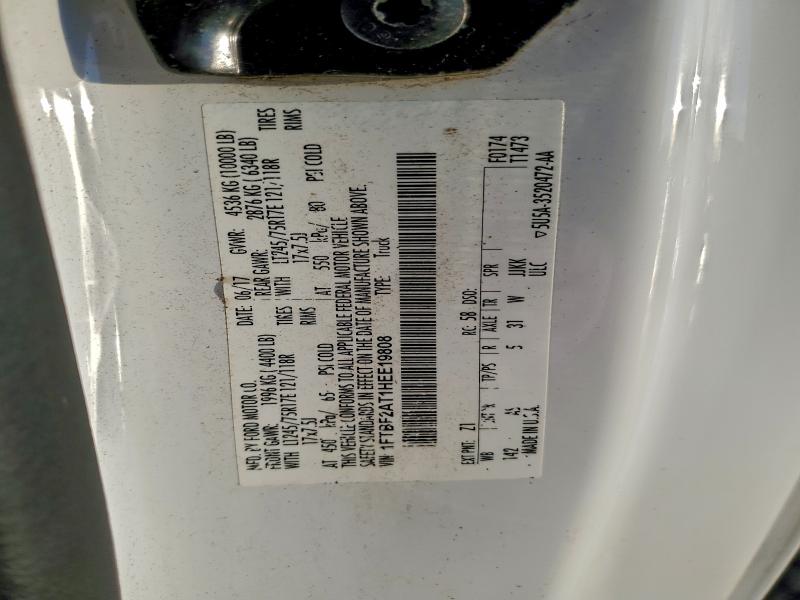 MFD. BY FORD MOTOR CO.
DATE: 06/17 GVWR: 4536 KG (10000 LB)
FRONT GAWR: 1996 KG (4400 LB) REAR GAWR: 2876 KG (6340 LB)
WITH LT245/75R17E 121/118R TIRES WITH LT245/75R17E 121/118R TIRES
17x7.5J RIMS 17x7.5J RIMS
AT 450 kPa/ 65 PSI COLD AT 550 kPa/ 80 PSI COLD
THIS VEHICLE CONFORMS TO ALL APPLICABLE FEDERAL MOTOR VEHICLE
SAFETY STANDARDS IN EFFECT ON THE DATE OF MANUFACTURE SHOWN ABOVE.
VIN: 1FTBF2AT1HEE19808 TYPE: Truck
F0174
T1473
EXT PNT: Z1 RC: 58 DSO:
WB TP/PS R AXLE TR SPR
142 AS 5 31 W JJKK
MADE IN U.S.A. ULC
▽5U5A-3520472-AA